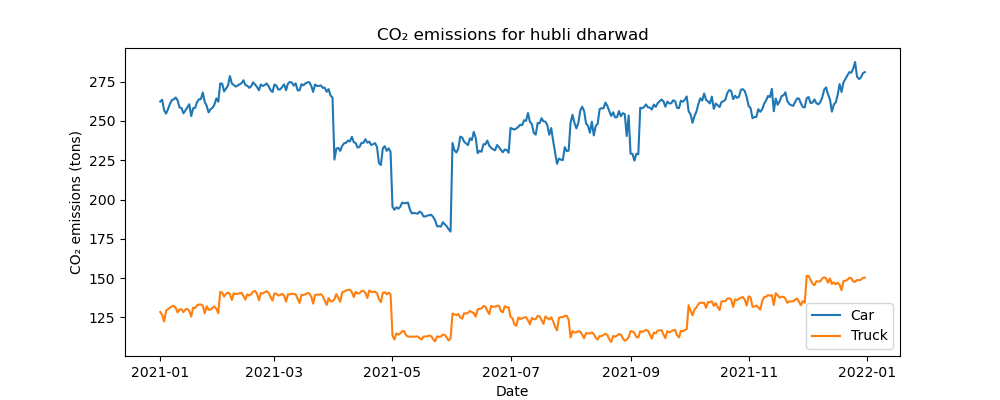 CO₂ emissions for hubli dharwad
CO₂ emissions (tons)
275
250
225
200
175
150
125
2021-01
2021-03
2021-05
2021-07
2021-09
2021-11
2022-01
Date
Car
Truck